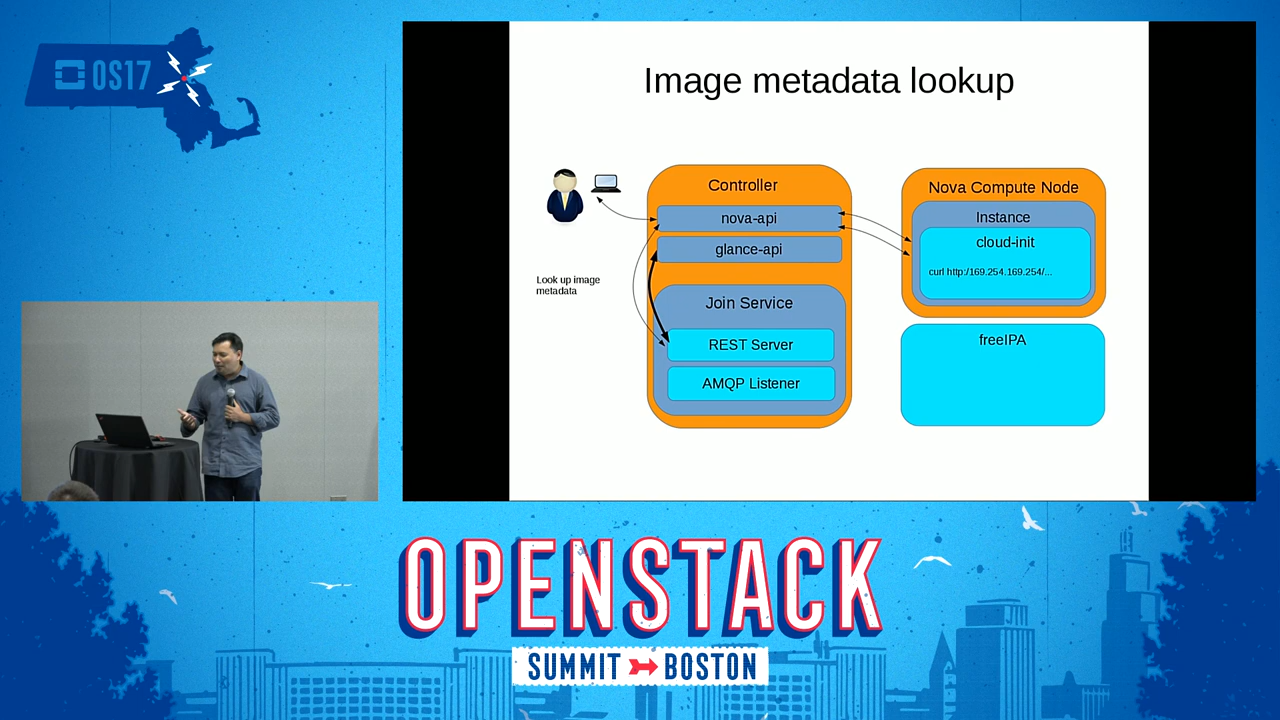 OS17
Image metadata lookup
Controller
nova-api
glance-api
Look up image
metadata
Join Service
REST Server
AMQP Listener
Nova Compute Node
Instance
cloud-init
curl http:/169.254.169.254/...
freeIPA
OPENSTACK
SUMMIT BOSTON